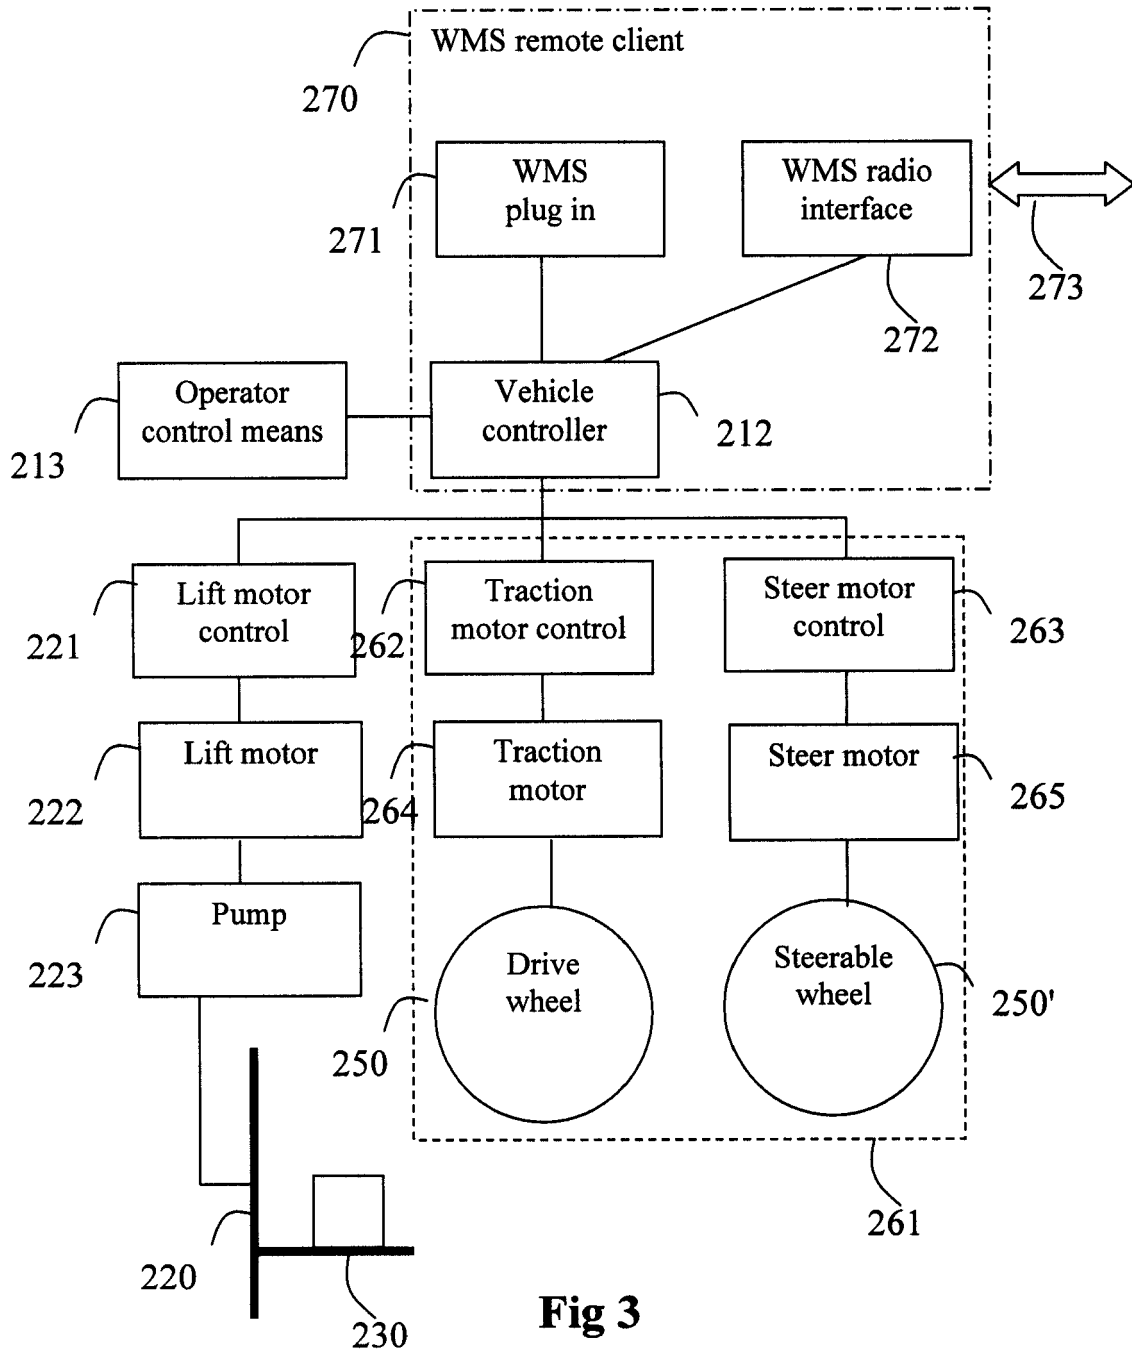 WMS remote client
270
WMS
plug in
WMS radio
interface
271
273
272
Operator
control means
Vehicle
controller
213
212
Lift motor
control
Traction
motor control
Steer motor
control
221
262
263
Lift motor
Traction
motor
Steer motor
222
264
265
Pump
Drive
wheel
Steerable
wheel
223
250
250'
261
220
230
Fig 3